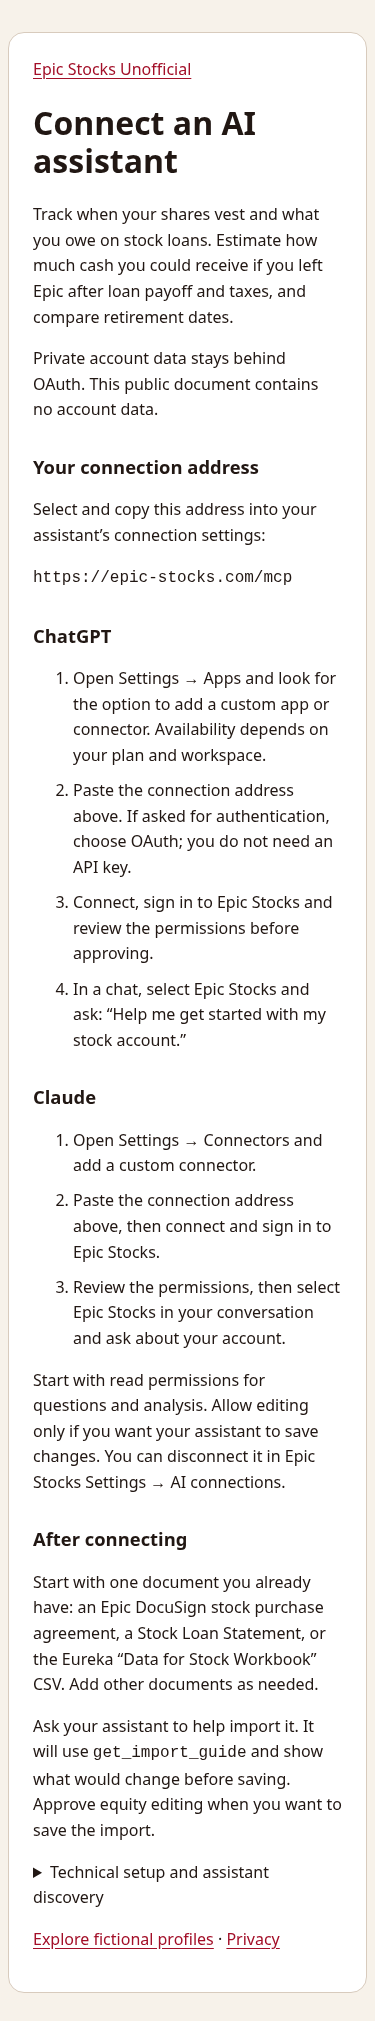 Epic Stocks Unofficial
Connect an AI
assistant
Track when your shares vest and what
you owe on stock loans. Estimate how
much cash you could receive if you left
Epic after loan payoff and taxes, and
compare retirement dates.
Private account data stays behind
OAuth. This public document contains
no account data.
Your connection address
Select and copy this address into your
assistant’s connection settings:
https://epic-stocks.com/mcp
ChatGPT
1. Open Settings → Apps and look for
the option to add a custom app or
connector. Availability depends on
your plan and workspace.
2. Paste the connection address
above. If asked for authentication,
choose OAuth; you do not need an
API key.
3. Connect, sign in to Epic Stocks and
review the permissions before
approving.
4. In a chat, select Epic Stocks and
ask: “Help me get started with my
stock account.”
Claude
1. Open Settings → Connectors and
add a custom connector.
2. Paste the connection address
above, then connect and sign in to
Epic Stocks.
3. Review the permissions, then select
Epic Stocks in your conversation
and ask about your account.
Start with read permissions for
questions and analysis. Allow editing
only if you want your assistant to save
changes. You can disconnect it in Epic
Stocks Settings → AI connections.
After connecting
Start with one document you already
have: an Epic DocuSign stock purchase
agreement, a Stock Loan Statement, or
the Eureka “Data for Stock Workbook”
CSV. Add other documents as needed.
Ask your assistant to help import it. It
will use get_import_guide and show
what would change before saving.
Approve equity editing when you want to
save the import.
▶ Technical setup and assistant
discovery
Explore fictional profiles · Privacy